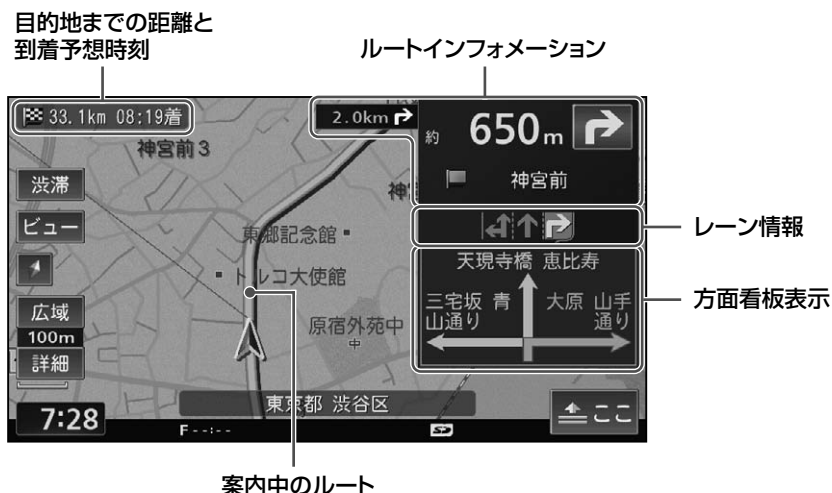 目的地までの距離と
到着予想時刻
ルートインフォメーション
33.1km 08:19着
2.0km
約 650m
神宮前
神宮前3
神宮
渋滞
ビュー
レーン情報
東郷記念館
トルコ大使館
天現寺橋 恵比寿
方面看板表示
三宅坂 青
山通り
大原 山手
通り
広域
100m
詳細
原宿外苑中
中
東京都 渋谷区
ここ
7:28
F--:--
SD
案内中のルート